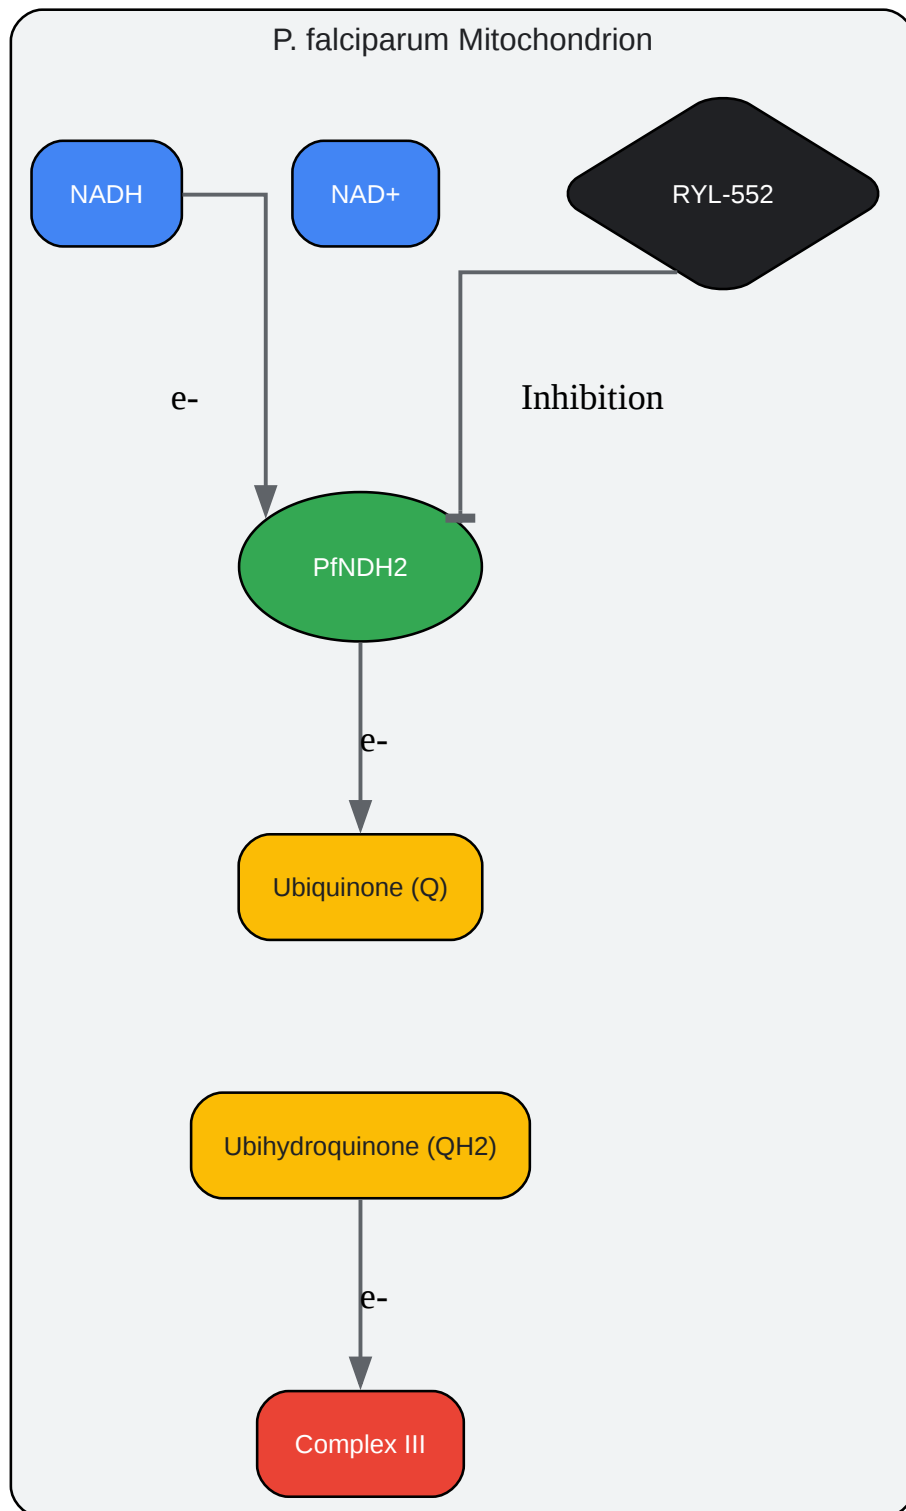 P. falciparum Mitochondrion
NADH
NAD+
RYL-552
e-
Inhibition
PfNDH2
e-
Ubiquinone (Q)
Ubihydroquinone (QH2)
e-
Complex III